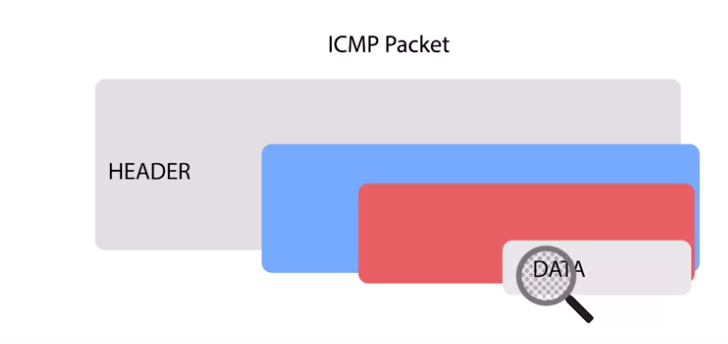 ICMP Packet
HEADER
DATA